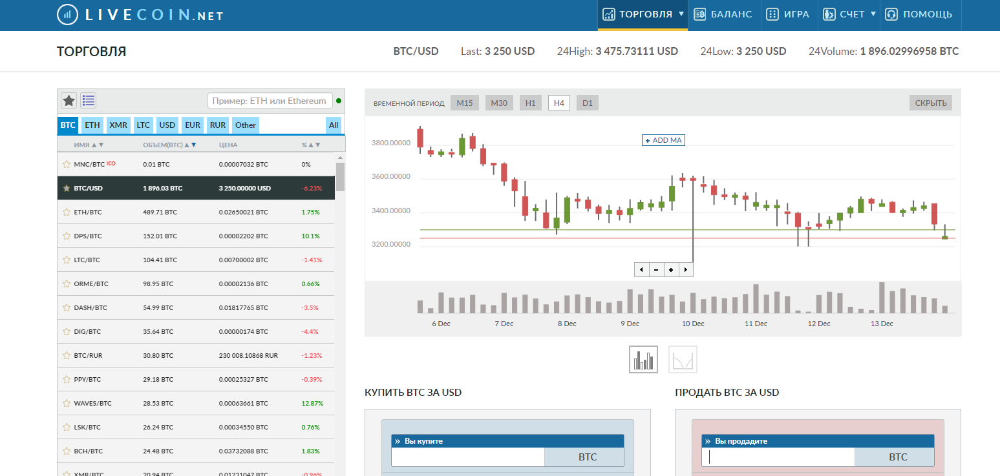 LIVECOIN.NET
ТОРГОВЛЯ ▼ БАЛАНС ИГРА СЧЕТ ▼ ПОМОЩЬ
ТОРГОВЛЯ
BTC/USD Last: 3 250 USD 24High: 3 475.73111 USD 24Low: 3 250 USD 24Volume: 1 896.02996958 BTC
Пример: ETH или Ethereum
BTC ETH XMR LTC USD EUR RUR Other All
ИМЯ ▲▼ ОБЪЕМ(BTC) ▲▼ ЦЕНА % ▲▼
MNC/BTC ICO 0.01 BTC 0.00007032 BTC 0%
BTC/USD 1 896.03 BTC 3 250.00000 USD -6.23%
ETH/BTC 489.71 BTC 0.02650021 BTC 1.75%
DPS/BTC 152.01 BTC 0.00002202 BTC 10.1%
LTC/BTC 104.41 BTC 0.00700002 BTC -1.41%
ORME/BTC 98.95 BTC 0.00002136 BTC 0.66%
DASH/BTC 54.99 BTC 0.01817765 BTC -3.5%
DIG/BTC 35.64 BTC 0.00000174 BTC -4.4%
BTC/RUR 30.80 BTC 230 008.10868 RUR -1.23%
PPY/BTC 29.18 BTC 0.00025327 BTC -0.39%
WAVES/BTC 28.53 BTC 0.00063661 BTC 12.87%
LSK/BTC 26.24 BTC 0.00034550 BTC 0.76%
BCH/BTC 24.48 BTC 0.03732088 BTC 1.83%
XMR/BTC 20.94 BTC 0.01231047 BTC -0.96%
ВРЕМЕННОЙ ПЕРИОД M15 M30 H1 H4 D1 СКРЫТЬ
+ ADD MA
3800.00000
3600.00000
3400.00000
3200.00000
6 Dec 7 Dec 8 Dec 9 Dec 10 Dec 11 Dec 12 Dec 13 Dec
КУПИТЬ BTC ЗА USD
» Вы купите
BTC
ПРОДАТЬ BTC ЗА USD
» Вы продадите
BTC